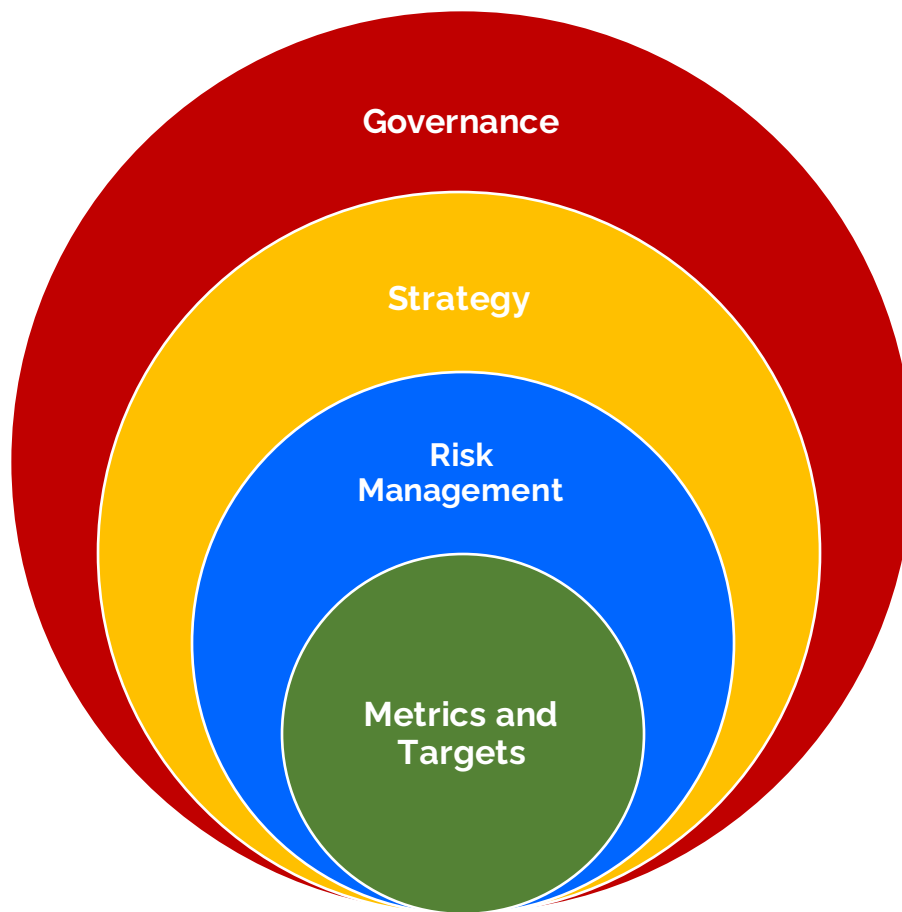 Governance
Strategy
Risk
Management
Metrics and
Targets